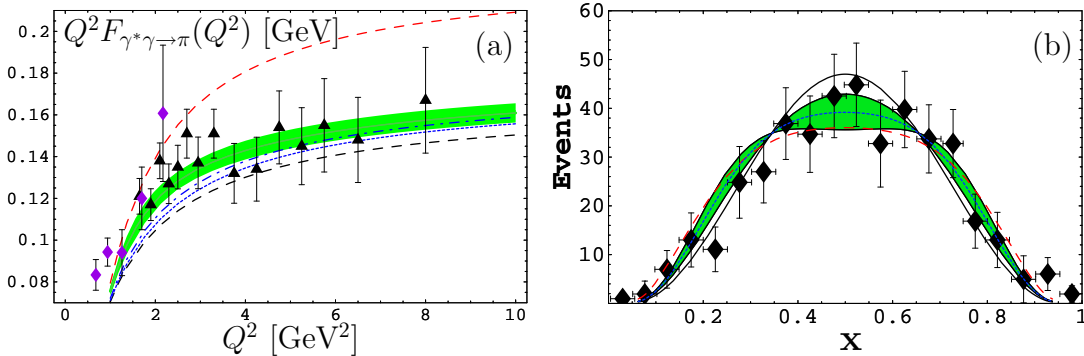 Q²F_{γ*γ→π}(Q²) [GeV]
(a)
0.2
0.18
0.16
0.14
0.12
0.1
0.08
0 2 4 6 8 10
Q² [GeV²]
(b)
Events
60
50
40
30
20
10
0
0.2 0.4 0.6 0.8 1
x